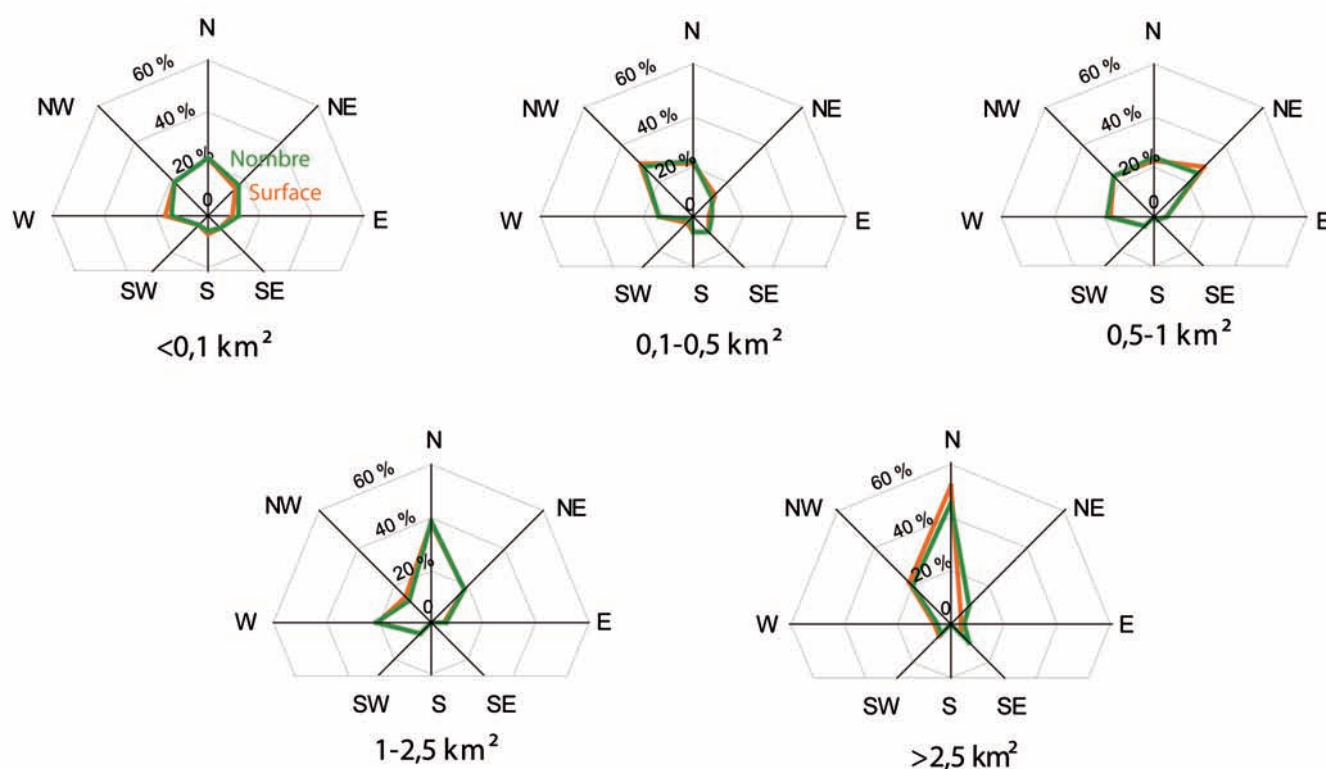 N
60 %
NW
NE
40 %
20 %
Nombre
Surface
0
W
E
SW
S
SE
<0,1 km²
N
60 %
NW
NE
40 %
20 %
0
W
E
SW
S
SE
0,1-0,5 km²
N
60 %
NW
NE
40 %
20 %
0
W
E
SW
S
SE
0,5-1 km²
N
60 %
NW
NE
40 %
20 %
0
W
E
SW
S
SE
1-2,5 km²
N
60 %
NW
NE
40 %
20 %
0
W
E
SW
S
SE
>2,5 km²